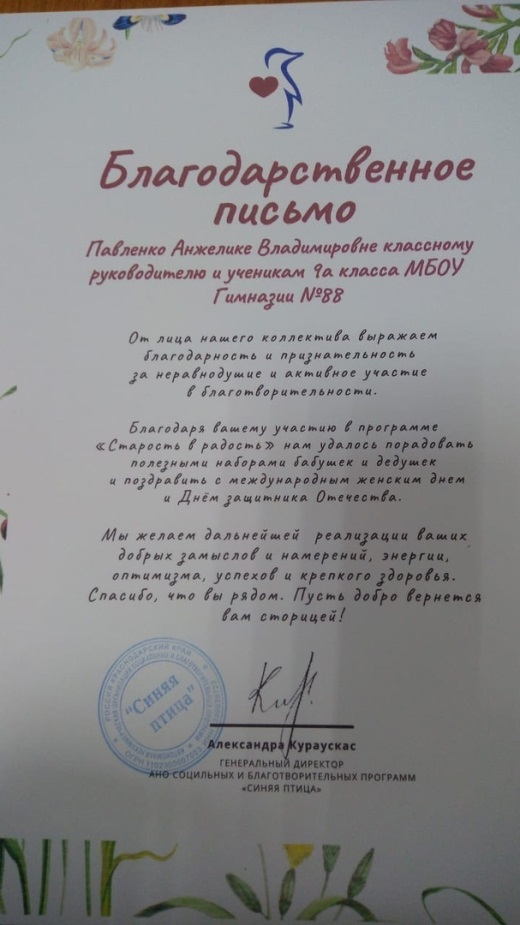 Благодарственное
письмо
Павленко Анжелике Владимировне классному
руководителю и ученикам 9а класса МБОУ
Гимназии №88
От лица нашего коллектива выражаем
благодарность и признательность
за неравнодушие и активное участие
в благотворительности.
Благодаря вашему участию в программе
«Старость в радость» нам удалось порадовать
полезными наборами бабушек и дедушек
и поздравить с международным женским днем
и Днём защитника Отечества.
Мы желаем дальнейшей реализации ваших
добрых замыслов и намерений, энергии,
оптимизма, успехов и крепкого здоровья.
Спасибо, что вы рядом. Пусть добро вернется
вам сторицей!
РОССИЯ КРАСНОДАРСКИЙ КРАЙ
"Синяя
птица"
Александра Кураускас
ГЕНЕРАЛЬНЫЙ ДИРЕКТОР
АНО СОЦИЛЬНЫХ И БЛАГОТВОРИТЕЛЬНЫХ ПРОГРАММ
«СИНЯЯ ПТИЦА»